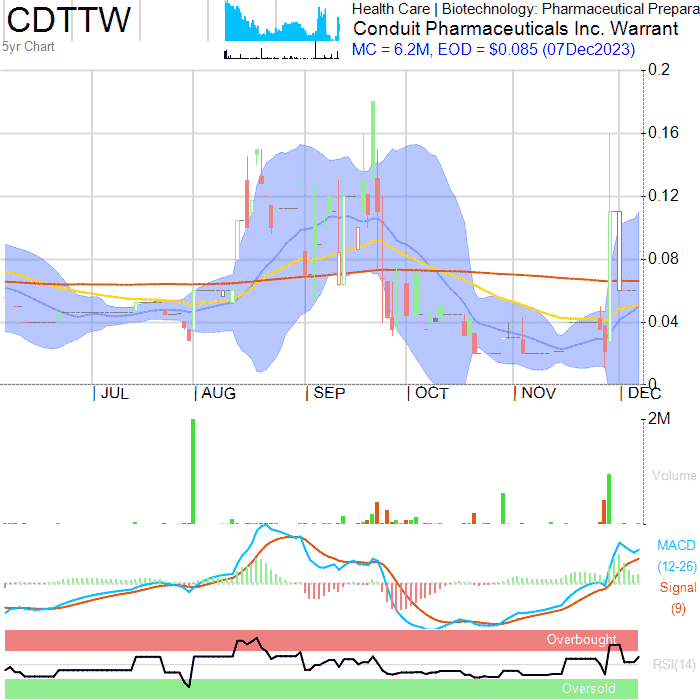 CDTTW
5yr Chart
Health Care | Biotechnology: Pharmaceutical Prepara
Conduit Pharmaceuticals Inc. Warrant
MC = 6.2M, EOD = $0.085 (07Dec2023)
0.2
0.16
0.12
0.08
0.04
0
| JUL | AUG | SEP | OCT | NOV | DEC
2M
Volume
MACD
(12-26)
Signal
(9)
Overbought
RSI(14)
Oversold